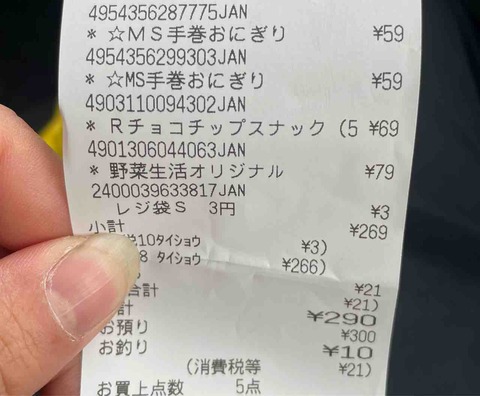 4954356287775JAN
* ☆MS手巻おにぎり ¥59
4954356299303JAN
* ☆MS手巻おにぎり ¥59
4903110094302JAN
* Rチョコチップスナック (5 ¥69
4901306044063JAN
* 野菜生活オリジナル ¥79
2400039633817JAN
レジ袋S 3円 ¥3
小計 ¥269
10タイショウ ¥3)
8 タイショウ ¥266)
合計 ¥21
¥21)
計 ¥290
お預り ¥300
お釣り ¥10
(消費税等 ¥21)
お買上点数 5点